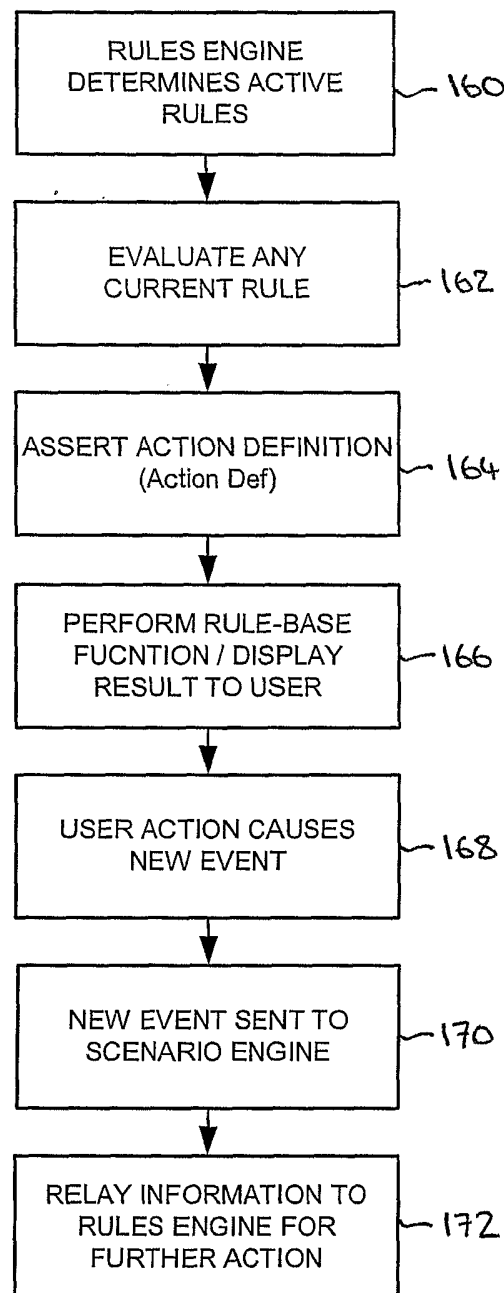 RULES ENGINE
DETERMINES ACTIVE
RULES
160
EVALUATE ANY
CURRENT RULE
162
ASSERT ACTION DEFINITION
(Action Def)
164
PERFORM RULE-BASE
FUCNTION / DISPLAY
RESULT TO USER
166
USER ACTION CAUSES
NEW EVENT
168
NEW EVENT SENT TO
SCENARIO ENGINE
170
RELAY INFORMATION TO
RULES ENGINE FOR
FURTHER ACTION
172